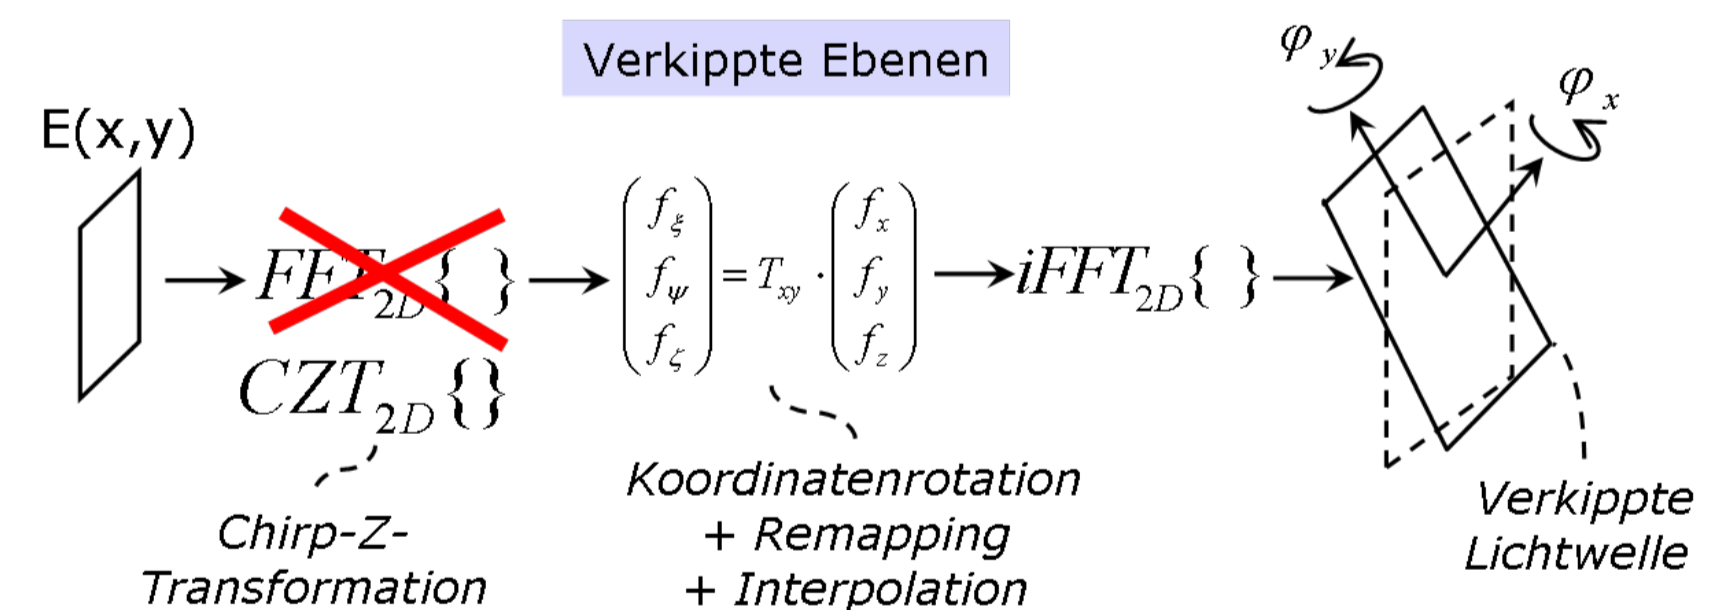 Verkippte Ebenen
E(x,y)
FFT2D{ }
CZT2D{}
(fξ fψ fζ) = Txy · (fx fy fz)
iFFT2D{ }
φy
φx
Chirp-Z-
Transformation
Koordinatenrotation
+ Remapping
+ Interpolation
Verkippte
Lichtwelle